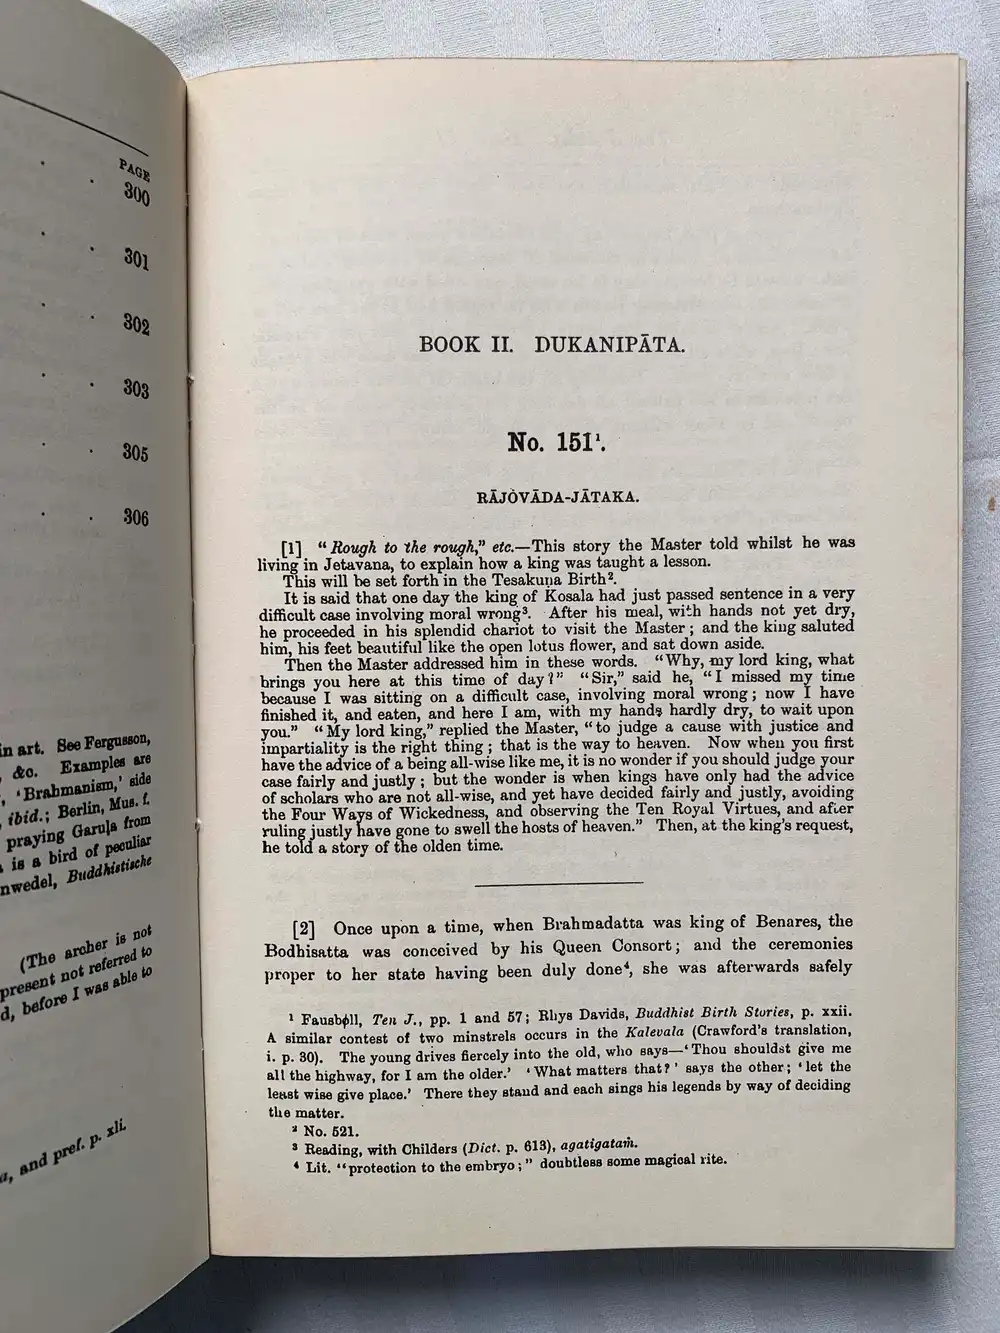 PAGE
300
301
302
303
305
306
in art. See Fergusson,
&c. Examples are
'Brahmanism,' side
ibid.; Berlin, Mus. f.
praying Garuḷa from
is a bird of peculiar
nwedel, Buddhistische
(The archer is not
present not referred to
d, before I was able to
a, and pref. p. xli.
BOOK II. DUKANIPĀTA.
No. 151¹.
RĀJOVĀDA-JĀTAKA.
[1] "Rough to the rough," etc.—This story the Master told whilst he was
living in Jetavana, to explain how a king was taught a lesson.
This will be set forth in the Tesakuṇa Birth².
It is said that one day the king of Kosala had just passed sentence in a very
difficult case involving moral wrong³. After his meal, with hands not yet dry,
he proceeded in his splendid chariot to visit the Master; and the king saluted
him, his feet beautiful like the open lotus flower, and sat down aside.
Then the Master addressed him in these words. "Why, my lord king, what
brings you here at this time of day?" "Sir," said he, "I missed my time
because I was sitting on a difficult case, involving moral wrong; now I have
finished it, and eaten, and here I am, with my hands hardly dry, to wait upon
you." "My lord king," replied the Master, "to judge a cause with justice and
impartiality is the right thing; that is the way to heaven. Now when you first
have the advice of a being all-wise like me, it is no wonder if you should judge your
case fairly and justly; but the wonder is when kings have only had the advice
of scholars who are not all-wise, and yet have decided fairly and justly, avoiding
the Four Ways of Wickedness, and observing the Ten Royal Virtues, and after
ruling justly have gone to swell the hosts of heaven." Then, at the king's request,
he told a story of the olden time.
[2] Once upon a time, when Brahmadatta was king of Benares, the
Bodhisatta was conceived by his Queen Consort; and the ceremonies
proper to her state having been duly done⁴, she was afterwards safely
¹ Fausbøll, Ten J., pp. 1 and 57; Rhys Davids, Buddhist Birth Stories, p. xxii.
A similar contest of two minstrels occurs in the Kalevala (Crawford's translation,
i. p. 30). The young drives fiercely into the old, who says—'Thou shouldst give me
all the highway, for I am the older.' 'What matters that?' says the other; 'let the
least wise give place.' There they stand and each sings his legends by way of deciding
the matter.
² No. 521.
³ Reading, with Childers (Dict. p. 613), agatigataṁ.
⁴ Lit. "protection to the embryo;" doubtless some magical rite.